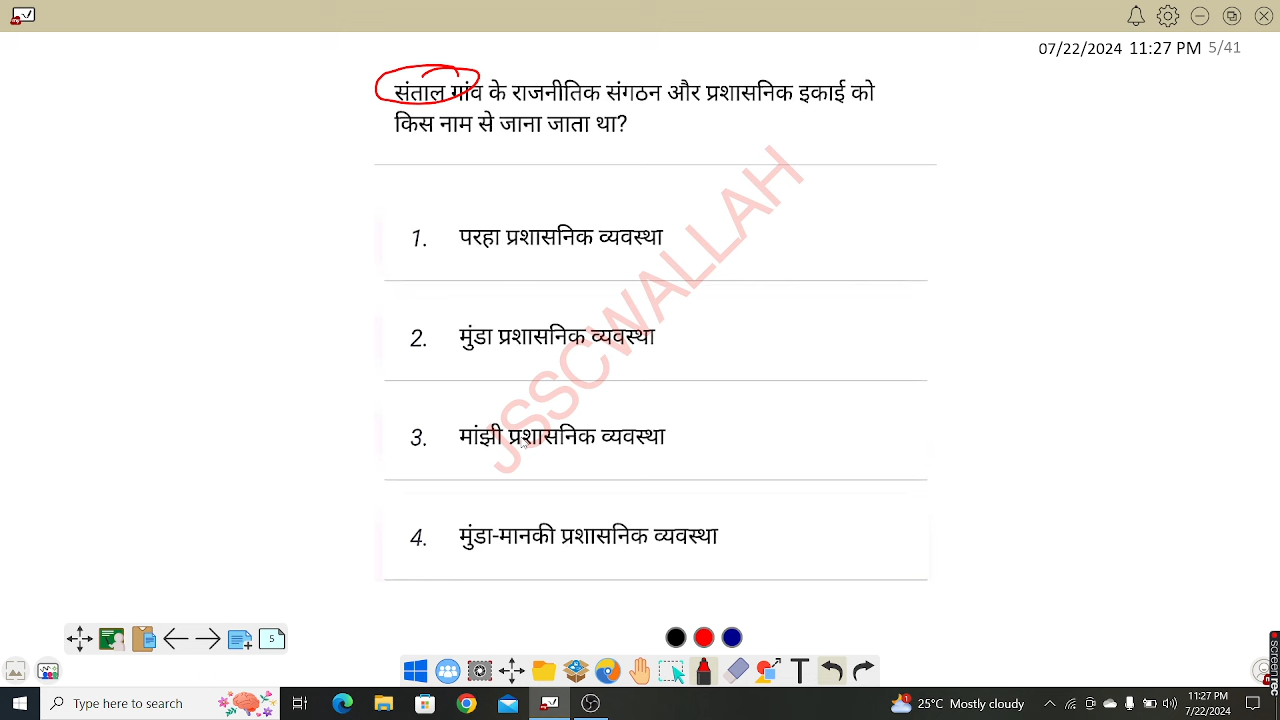 07/22/2024 11:27 PM 5/41
संताल गांव के राजनीतिक संगठन और प्रशासनिक इकाई को
किस नाम से जाना जाता था?
1. परहा प्रशासनिक व्यवस्था
2. मुंडा प्रशासनिक व्यवस्था
3. मांझी प्रशासनिक व्यवस्था
4. मुंडा-मानकी प्रशासनिक व्यवस्था
JSSCWALLAH
5
T
Type here to search
25°C Mostly cloudy
11:27 PM
7/22/2024